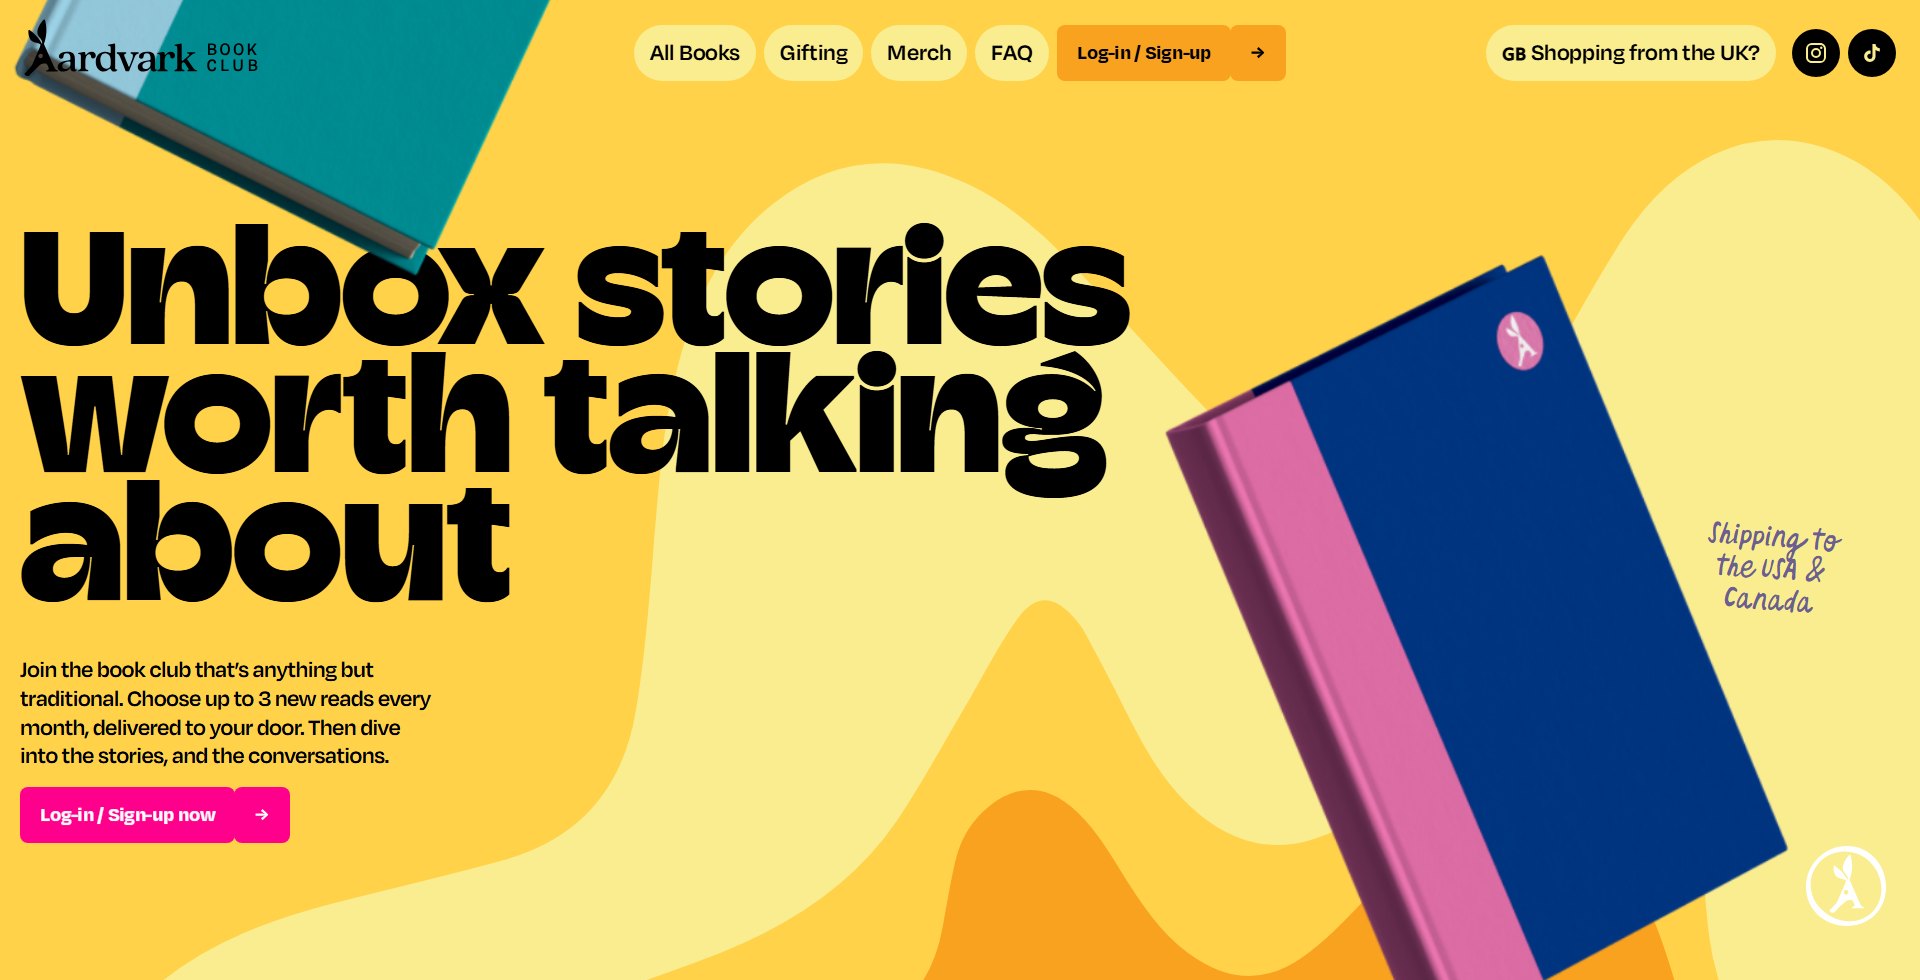 Aardvark BOOK CLUB
All Books
Gifting
Merch
FAQ
Log-in / Sign-up
GB Shopping from the UK?
Unbox stories
worth talking
about
Shipping to
the USA &
Canada
Join the book club that’s anything but
traditional. Choose up to 3 new reads every
month, delivered to your door. Then dive
into the stories, and the conversations.
Log-in / Sign-up now